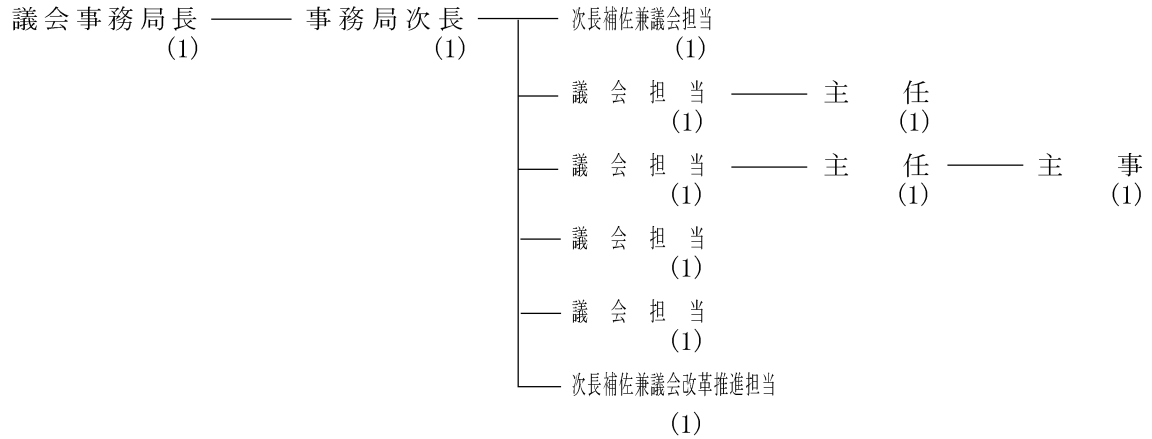 議会事務局長 事務局次長 次長補佐兼議会担当
(1) (1) (1)
議会担当 主任
(1) (1)
議会担当 主任 主事
(1) (1) (1)
議会担当
(1)
議会担当
(1)
次長補佐兼議会改革推進担当
(1)